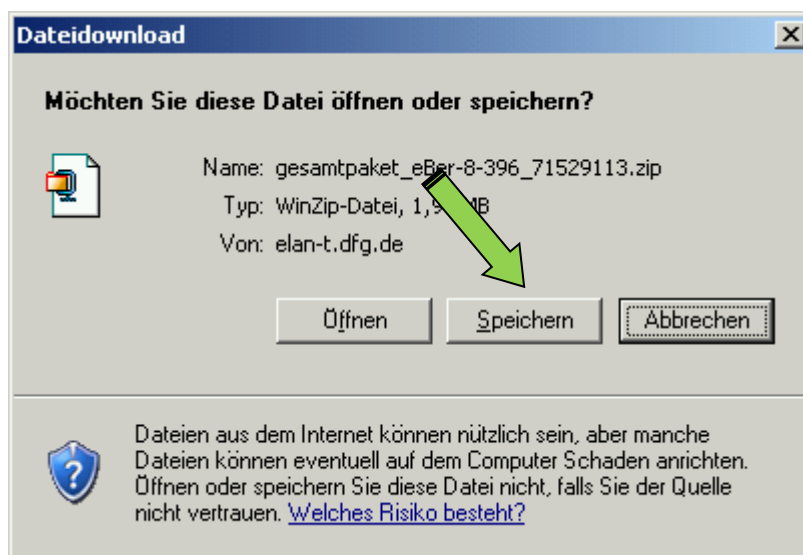 Dateidownload
Möchten Sie diese Datei öffnen oder speichern?
Name: gesamtpaket_eBer-8-396_71529113.zip
Typ: WinZip-Datei, MB
Von: elan-t.dfg.de
Öffnen Speichern Abbrechen
Dateien aus dem Internet können nützlich sein, aber manche
Dateien können eventuell auf dem Computer Schaden anrichten.
Öffnen oder speichern Sie diese Datei nicht, falls Sie der Quelle
nicht vertrauen. Welches Risiko besteht?